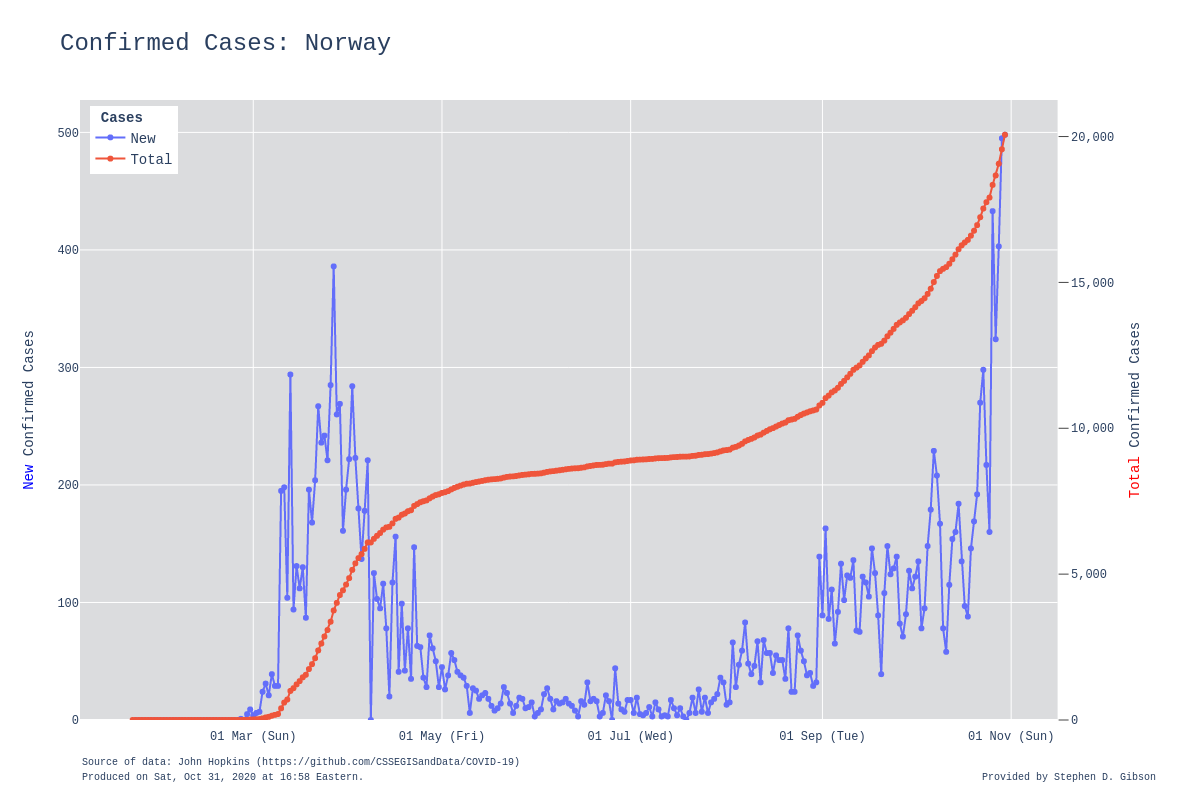 Confirmed Cases: Norway
Cases
New
Total
500
400
300
200
100
0
20,000
15,000
10,000
5,000
0
New Confirmed Cases
Total Confirmed Cases
01 Mar (Sun)
01 May (Fri)
01 Jul (Wed)
01 Sep (Tue)
01 Nov (Sun)
Source of data: John Hopkins (https://github.com/CSSEGISandData/COVID-19)
Produced on Sat, Oct 31, 2020 at 16:58 Eastern.
Provided by Stephen D. Gibson